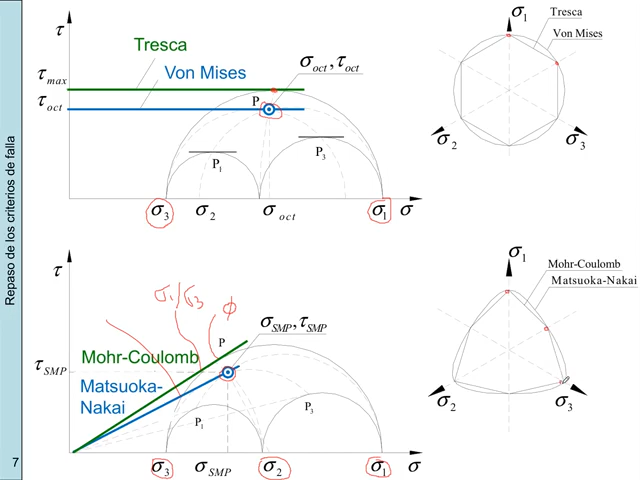 Repaso de los criterios de falla
7
τ
Tresca
τmax
Von Mises
σoct, τoct
τoct
P
P1
P3
σ3
σ2
σoct
σ1
σ
σ1
Tresca
Von Mises
σ2
σ3
τ
σ1/σ3
ϕ
σSMP, τSMP
P
Mohr-Coulomb
τSMP
Matsuoka-
Nakai
P1
P3
σ3
σSMP
σ2
σ1
σ
σ1
Mohr-Coulomb
Matsuoka-Nakai
σ2
σ3